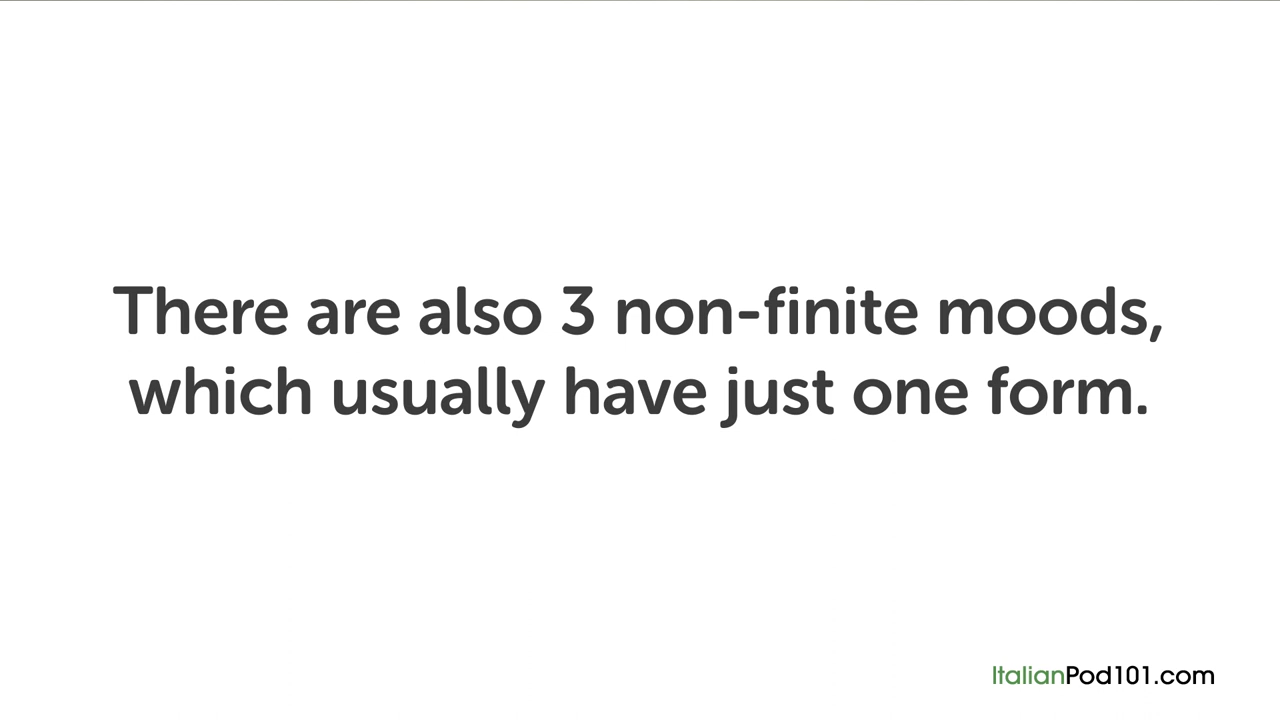 There are also 3 non-finite moods,
which usually have just one form.
ItalianPod101.com